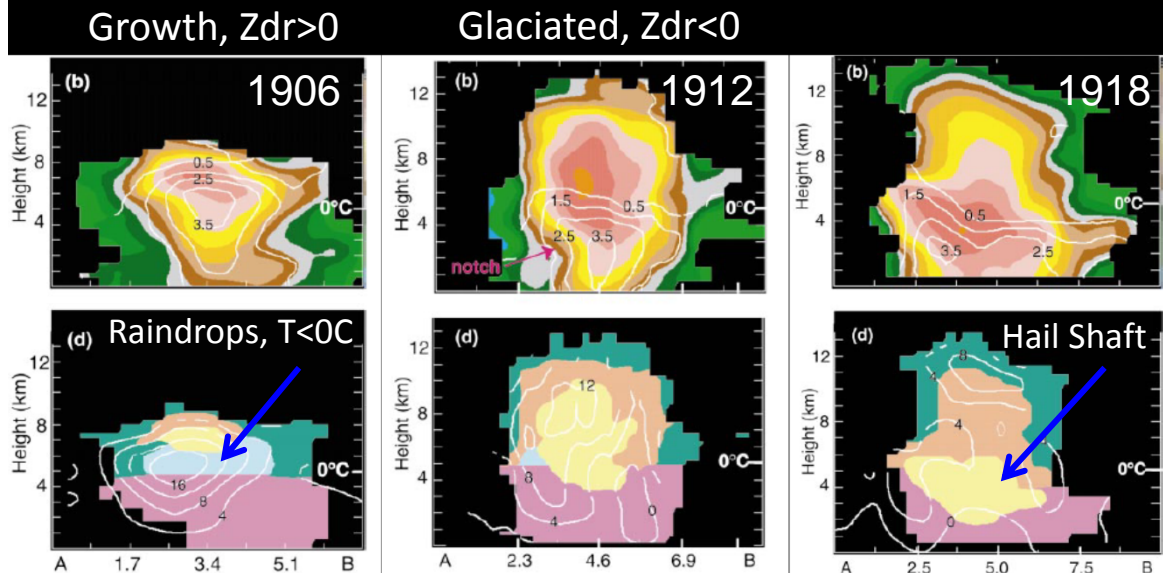 Growth, Zdr>0
Glaciated, Zdr<0
(b)
1906
Height (km)
12
8
4
0.5
2.5
3.5
0°C
(b)
1912
Height (km)
12
8
4
1.5
0.5
2.5
3.5
notch
0°C
(b)
1918
Height (km)
12
8
4
1.5
0.5
3.5
2.5
0°C
(d)
Raindrops, T<0C
Height (km)
12
8
4
16
8
4
0°C
A 1.7 3.4 5.1 B
(d)
Height (km)
12
8
4
12
8
4
0
0°C
A 2.3 4.6 6.9 B
(d)
Hail Shaft
Height (km)
12
8
4
8
4
4
0
0°C
A 2.5 5.0 7.5 B